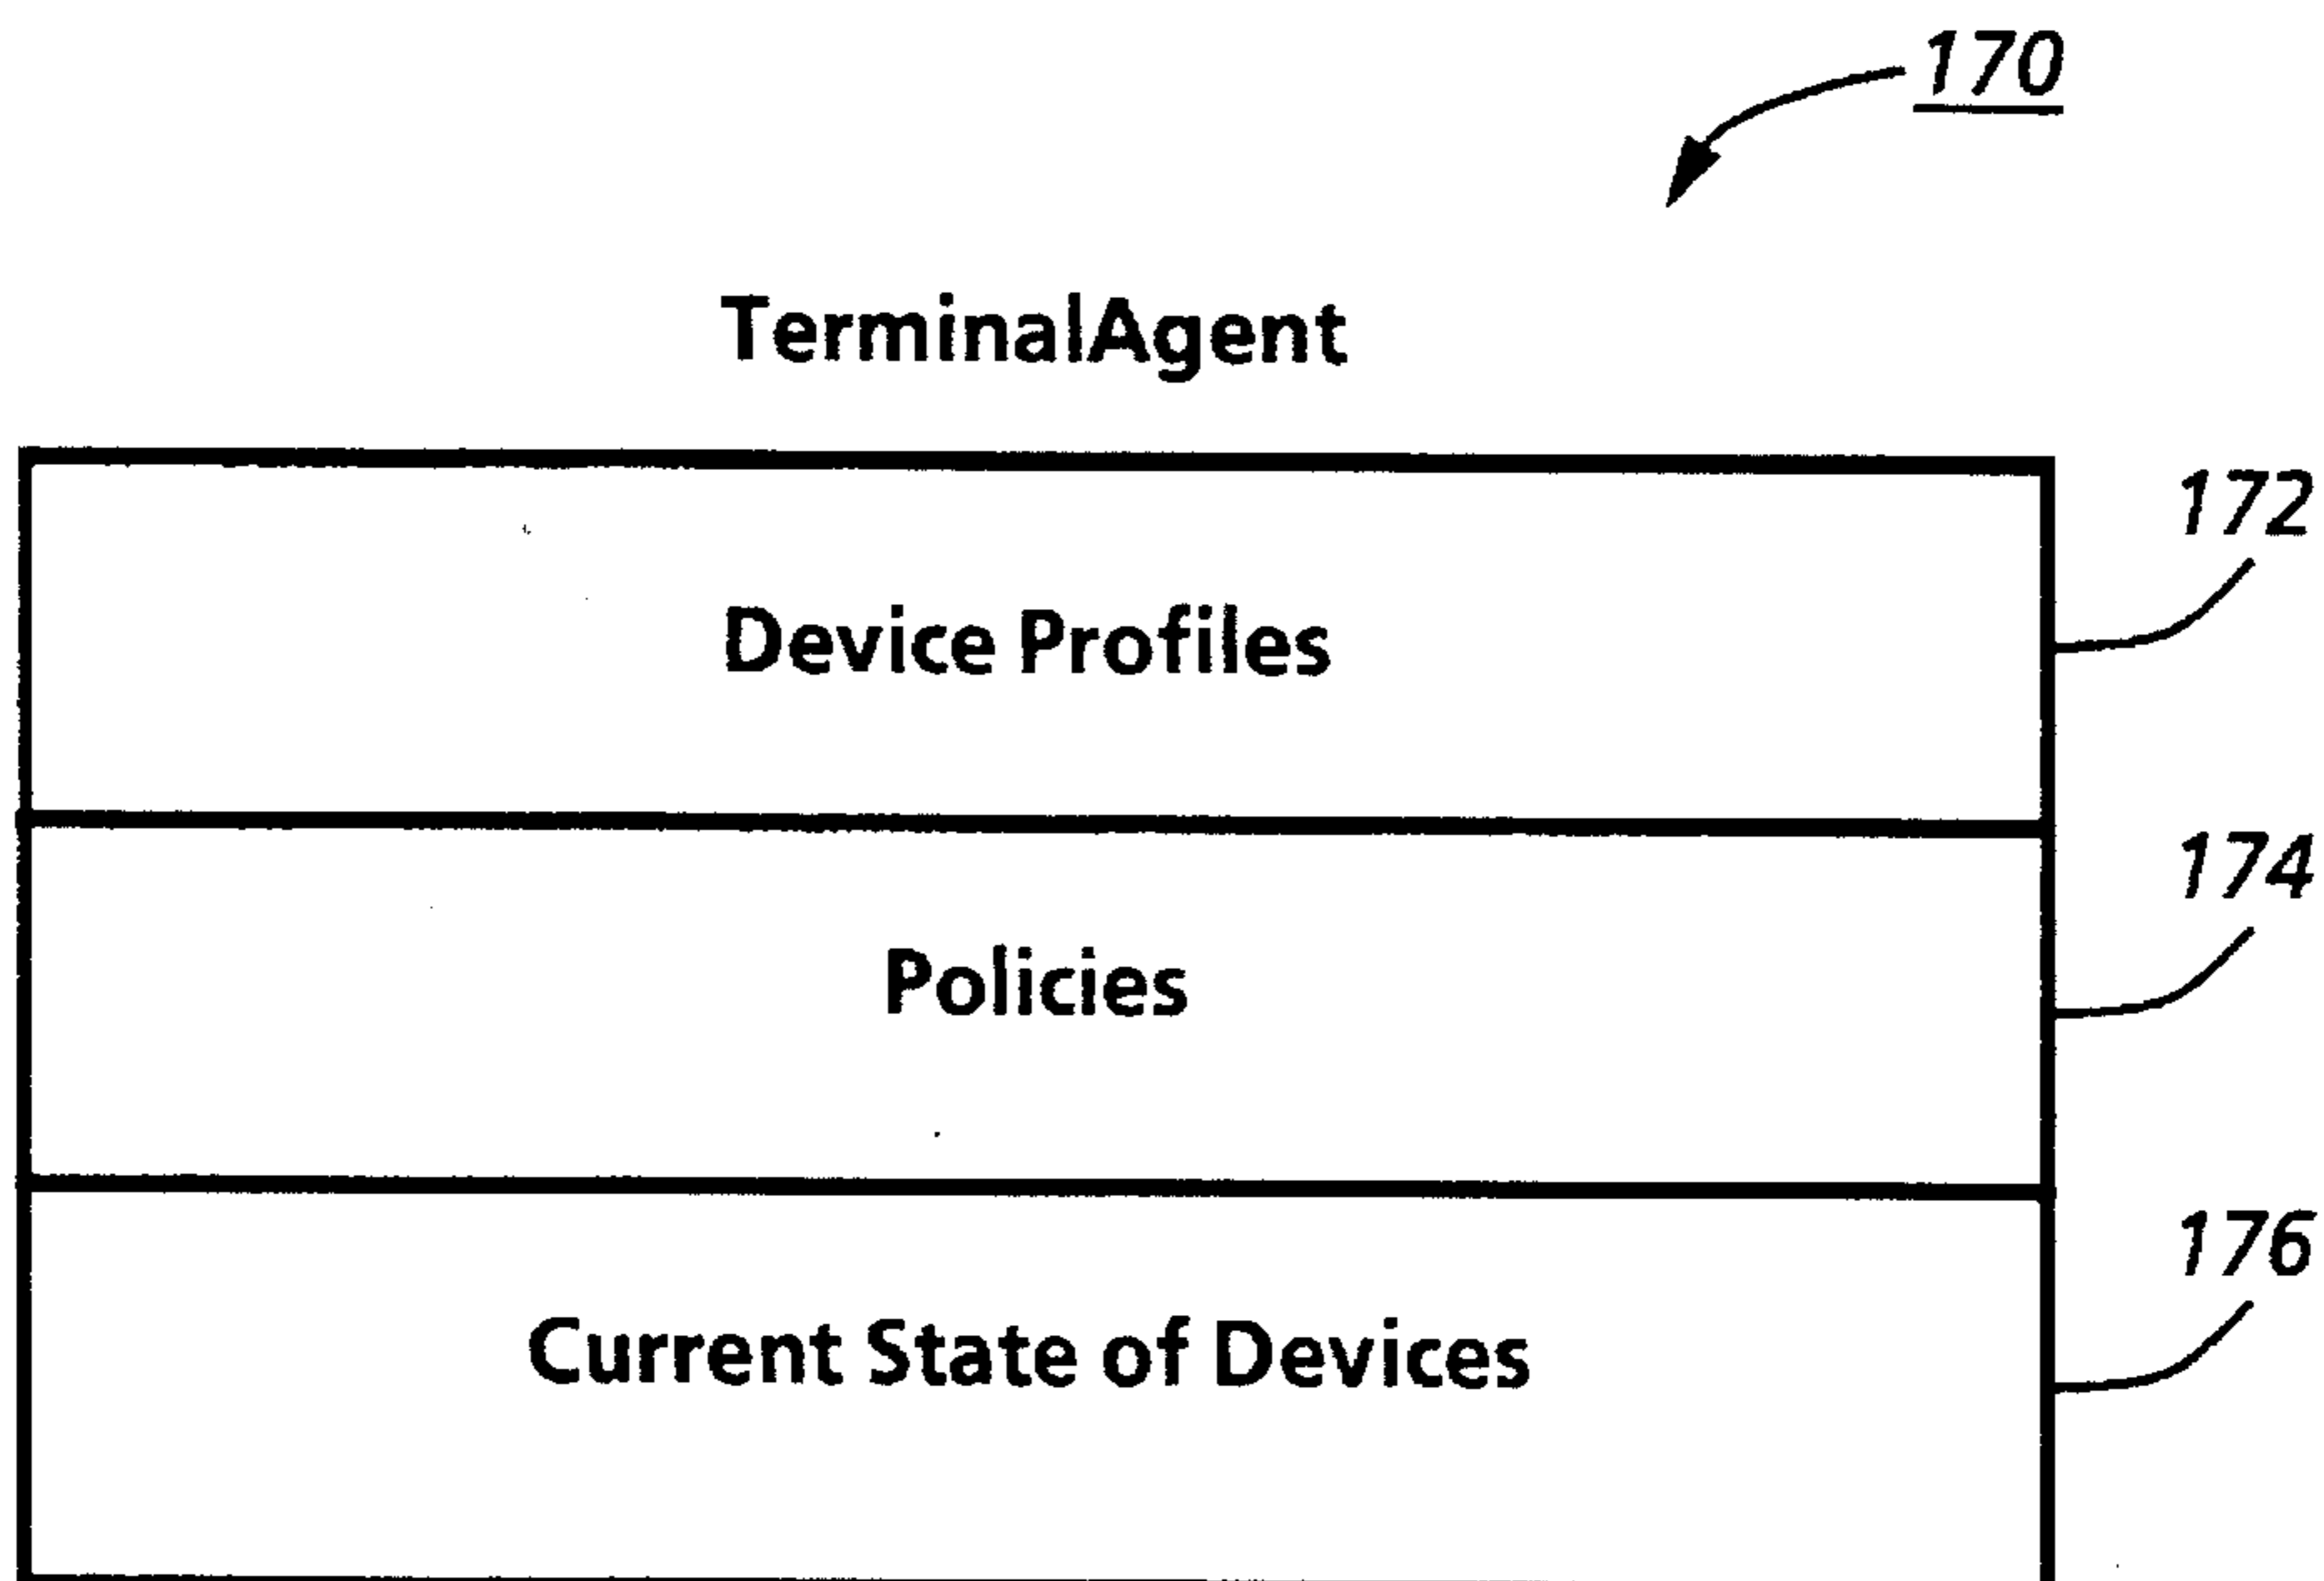 170
TerminalAgent
172
Device Profiles
174
Policies
176
Current State of Devices